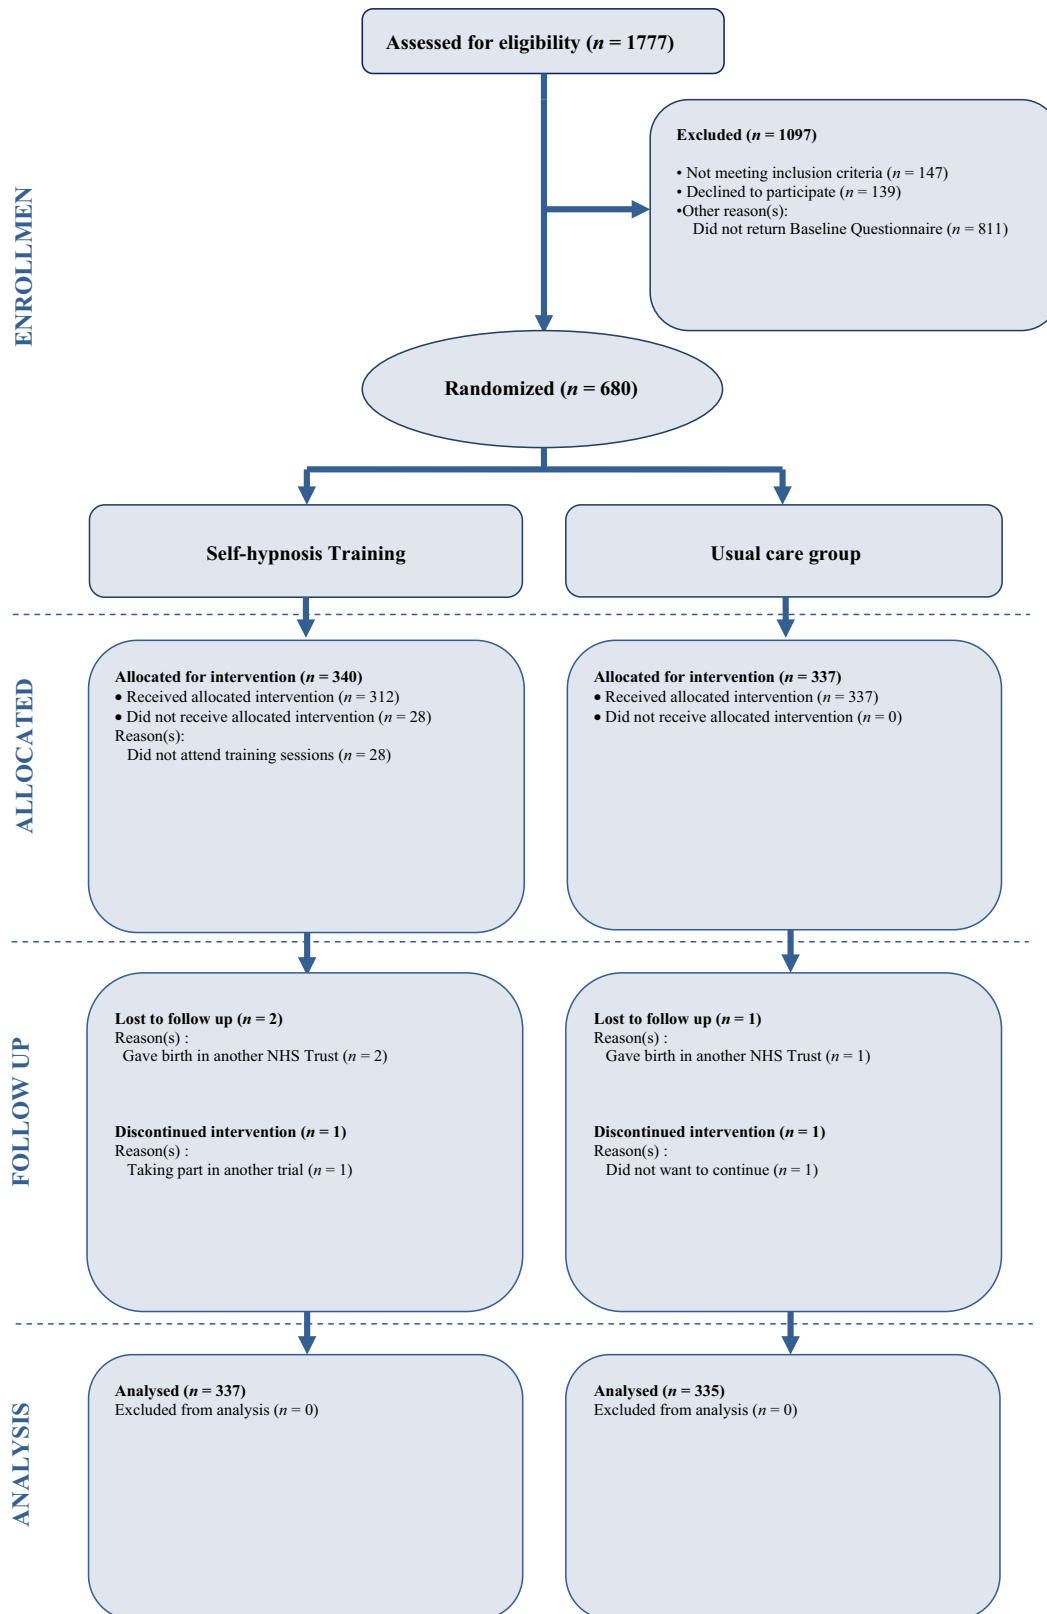 Assessed for eligibility (n = 1777)
Excluded (n = 1097)
• Not meeting inclusion criteria (n = 147)
• Declined to participate (n = 139)
•Other reason(s):
Did not return Baseline Questionnaire (n = 811)
ENROLLMEN
Randomized (n = 680)
Self-hypnosis Training
Usual care group
ALLOCATED
Allocated for intervention (n = 340)
• Received allocated intervention (n = 312)
• Did not receive allocated intervention (n = 28)
Reason(s):
Did not attend training sessions (n = 28)
Allocated for intervention (n = 337)
• Received allocated intervention (n = 337)
• Did not receive allocated intervention (n = 0)
FOLLOW UP
Lost to follow up (n = 2)
Reason(s) :
Gave birth in another NHS Trust (n = 2)
Discontinued intervention (n = 1)
Reason(s) :
Taking part in another trial (n = 1)
Lost to follow up (n = 1)
Reason(s) :
Gave birth in another NHS Trust (n = 1)
Discontinued intervention (n = 1)
Reason(s) :
Did not want to continue (n = 1)
ANALYSIS
Analysed (n = 337)
Excluded from analysis (n = 0)
Analysed (n = 335)
Excluded from analysis (n = 0)